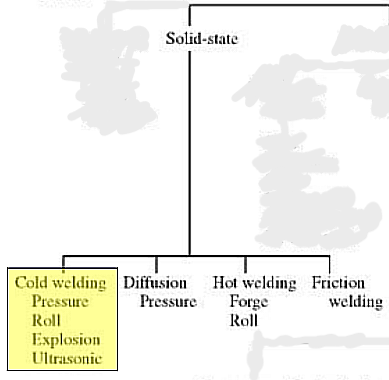 Solid-state
Cold welding
Pressure
Roll
Explosion
Ultrasonic
Diffusion
Pressure
Hot welding
Forge
Roll
Friction
welding